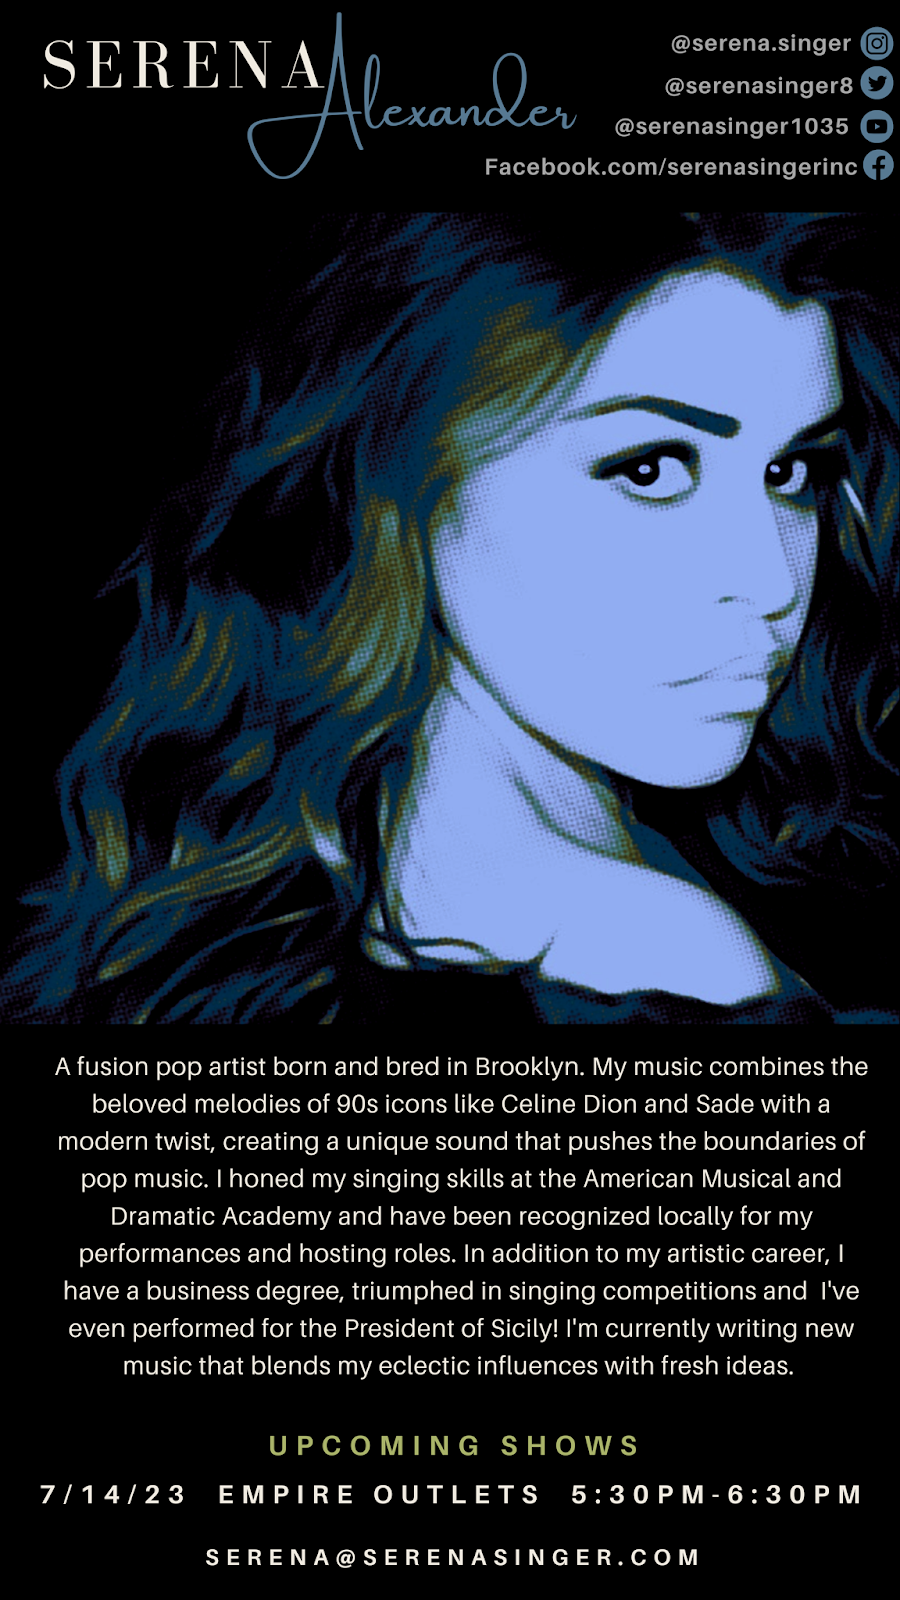 SERENA
Alexander
@serena.singer
@serenasinger8
@serenasinger1035
Facebook.com/serenasingerinc
A fusion pop artist born and bred in Brooklyn. My music combines the
beloved melodies of 90s icons like Celine Dion and Sade with a
modern twist, creating a unique sound that pushes the boundaries of
pop music. I honed my singing skills at the American Musical and
Dramatic Academy and have been recognized locally for my
performances and hosting roles. In addition to my artistic career, I
have a business degree, triumphed in singing competitions and  I've
even performed for the President of Sicily! I'm currently writing new
music that blends my eclectic influences with fresh ideas.
UPCOMING SHOWS
7/14/23 EMPIRE OUTLETS 5:30PM-6:30PM
SERENA@SERENASINGER.COM